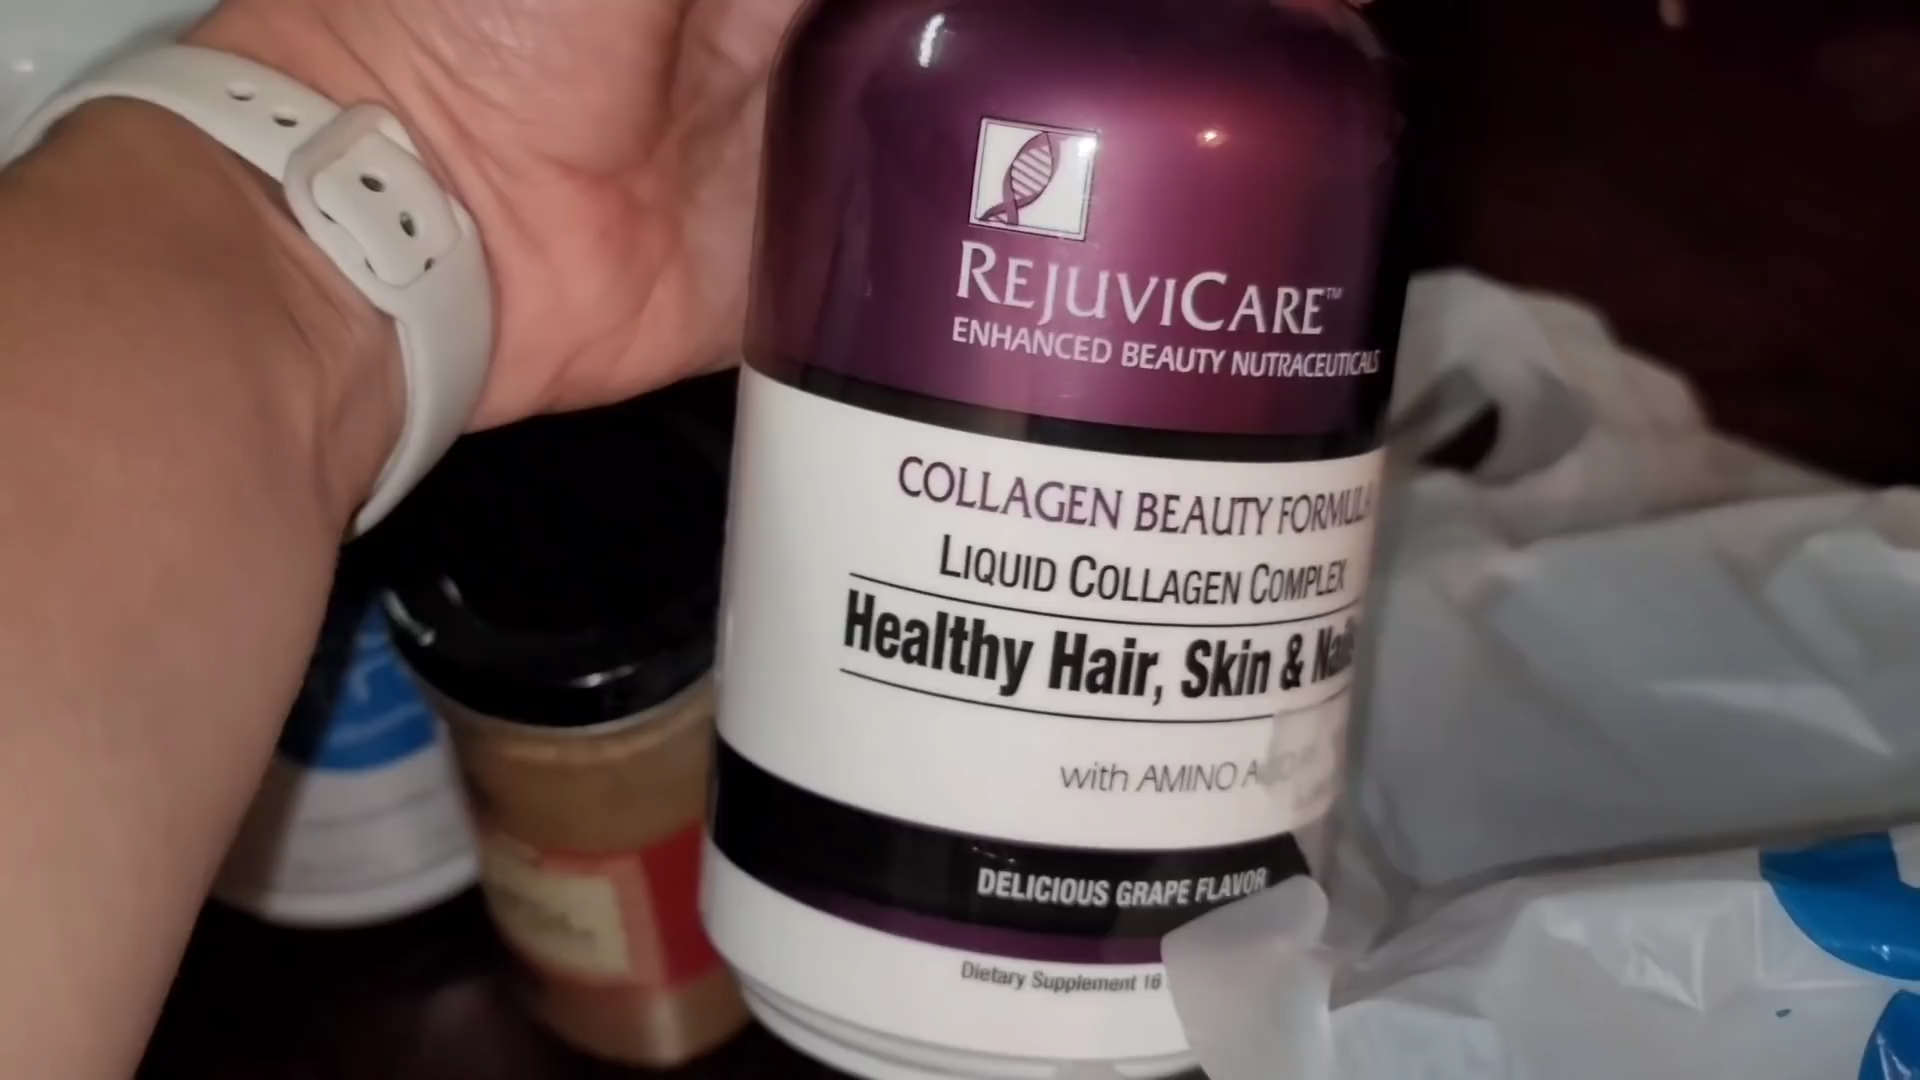 REJUVICARE™
ENHANCED BEAUTY NUTRACEUTICALS
COLLAGEN BEAUTY FORMULA
LIQUID COLLAGEN COMPLEX
Healthy Hair, Skin & Nails
with AMINO
DELICIOUS GRAPE FLAVOR
Dietary Supplement 16